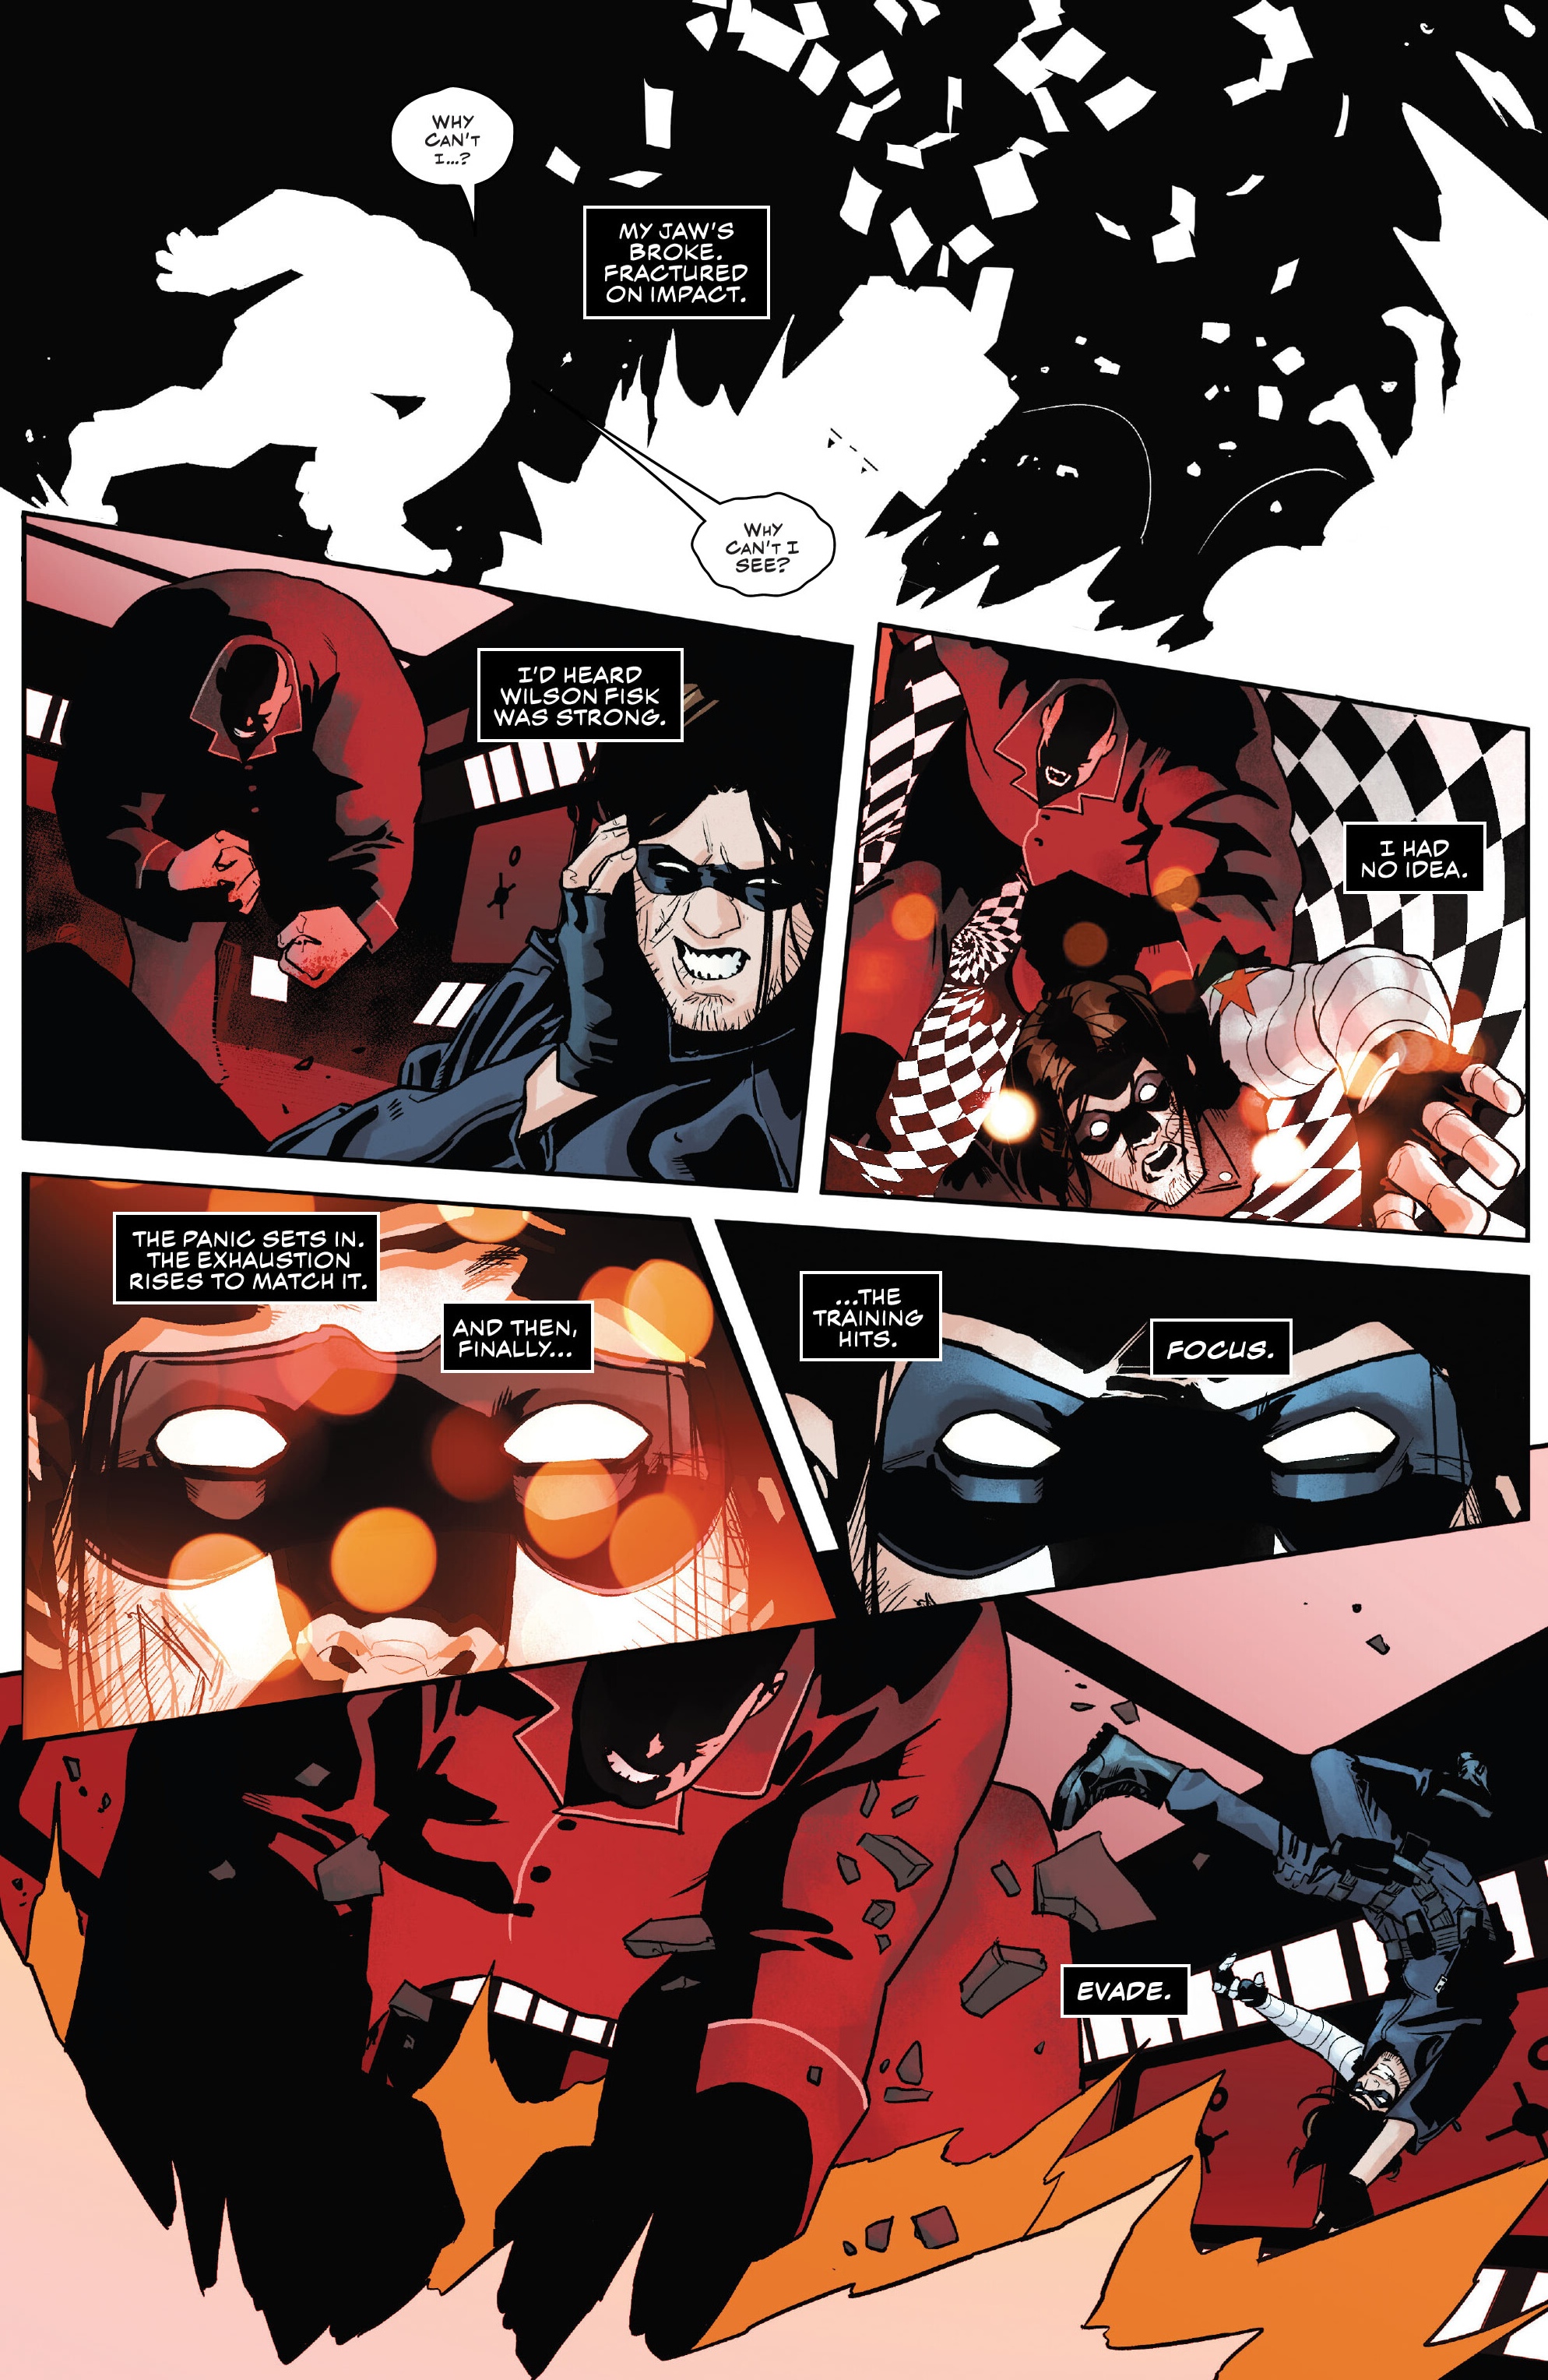 WHY
CAN'T
I...?
MY JAW'S
BROKE.
FRACTURED
ON IMPACT.
WHY
CAN'T I
SEE?
I'D HEARD
WILSON FISK
WAS STRONG.
I HAD
NO IDEA.
THE PANIC SETS IN.
THE EXHAUSTION
RISES TO MATCH IT.
AND THEN,
FINALLY...
...THE
TRAINING
HITS.
FOCUS.
EVADE.